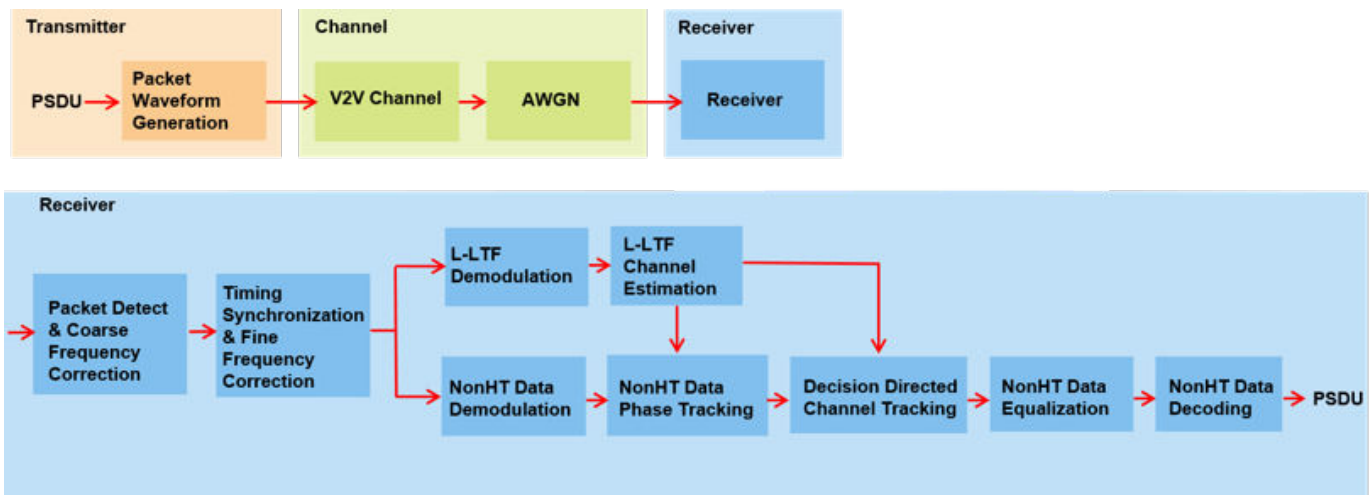 Transmitter
PSDU
Packet
Waveform
Generation
Channel
V2V Channel
AWGN
Receiver
Receiver
Receiver
Packet Detect
& Coarse
Frequency
Correction
Timing
Synchronization
& Fine
Frequency
Correction
L-LTF
Demodulation
L-LTF
Channel
Estimation
NonHT Data
Demodulation
NonHT Data
Phase Tracking
Decision Directed
Channel Tracking
NonHT Data
Equalization
NonHT Data
Decoding
PSDU